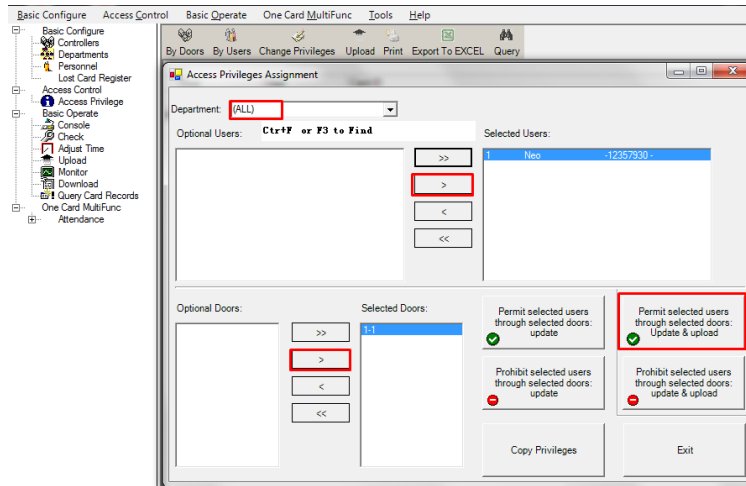 Basic Configure Access Control Basic Operate One Card MultiFunc Tools Help
Basic Configure
Controllers
Departments
Personnel
Lost Card Register
Access Control
Access Privilege
Basic Operate
Console
Check
Adjust Time
Upload
Monitor
Download
Query Card Records
One Card MultiFunc
Attendance
By Doors By Users Change Privileges Upload Print Export To EXCEL Query
Access Privileges Assignment
Department: (ALL)
Optional Users: Ctr+F or F3 to Find
Selected Users:
1 Neo -12357930 -
>>
>
<
<<
Optional Doors:
Selected Doors:
1-1
>>
>
<
<<
Permit selected users
through selected doors:
update
Permit selected users
through selected doors:
Update & upload
Prohibit selected users
through selected doors:
update
Prohibit selected users
through selected doors:
update & upload
Copy Privileges
Exit